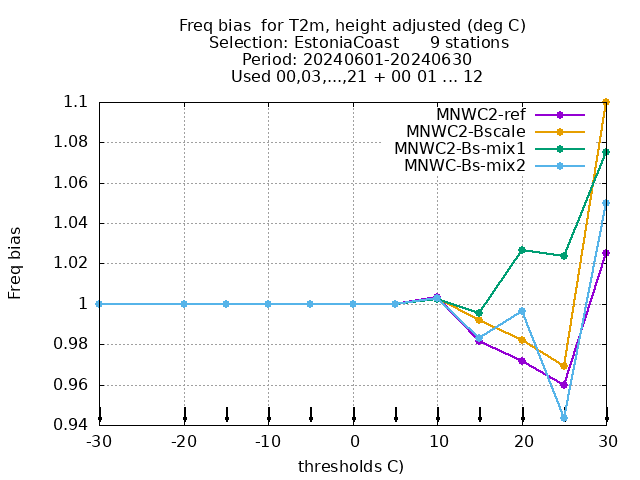 Freq bias  for T2m, height adjusted (deg C)
Selection: EstoniaCoast      9 stations
Period: 20240601-20240630
Used 00,03,...,21 + 00 01 ... 12
MNWC2-ref
MNWC2-Bscale
MNWC2-Bs-mix1
MNWC-Bs-mix2
Freq bias
1.1
1.08
1.06
1.04
1.02
1
0.98
0.96
0.94
-30 -20 -10 0 10 20 30
thresholds C)